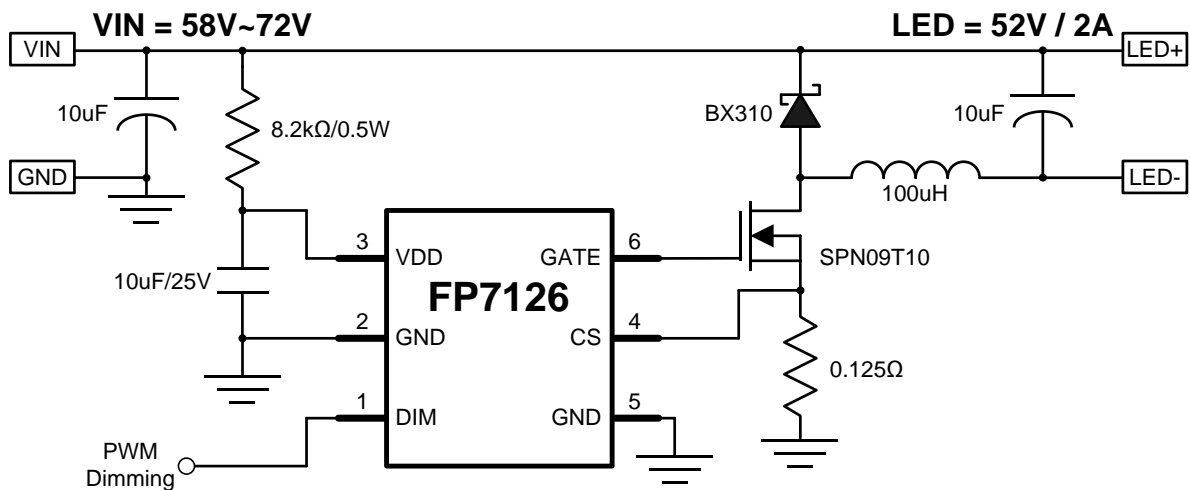 VIN = 58V~72V
LED = 52V / 2A
VIN
LED+
10uF
8.2kΩ/0.5W
BX310
10uF
GND
LED-
100uH
3
VDD
GATE
6
SPN09T10
10uF/25V
FP7126
2
GND
CS
4
0.125Ω
1
DIM
GND
5
PWM
Dimming